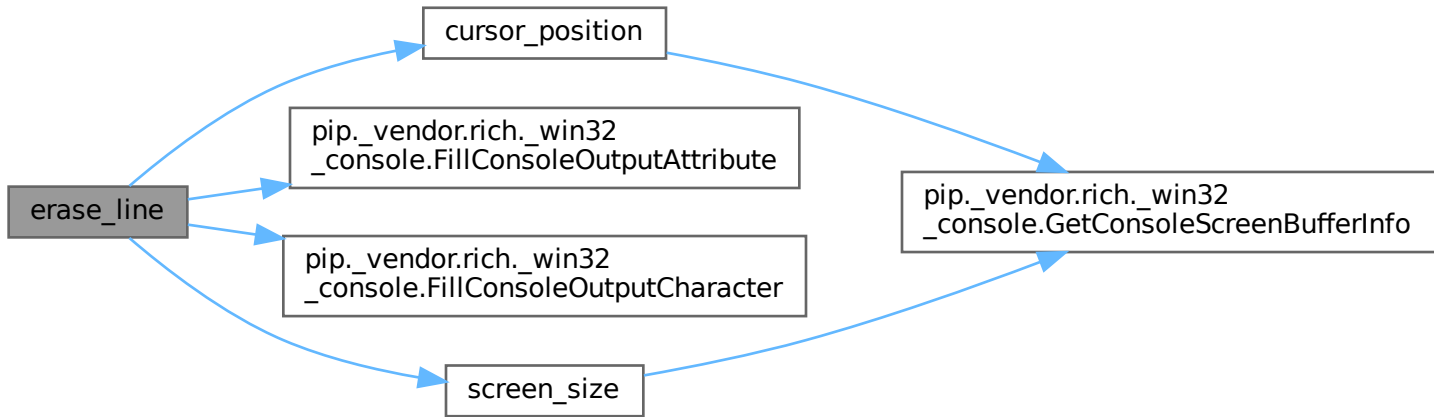 cursor_position
pip._vendor.rich._win32
_console.FillConsoleOutputAttribute
pip._vendor.rich._win32
_console.GetConsoleScreenBufferInfo
erase_line
pip._vendor.rich._win32
_console.FillConsoleOutputCharacter
screen_size